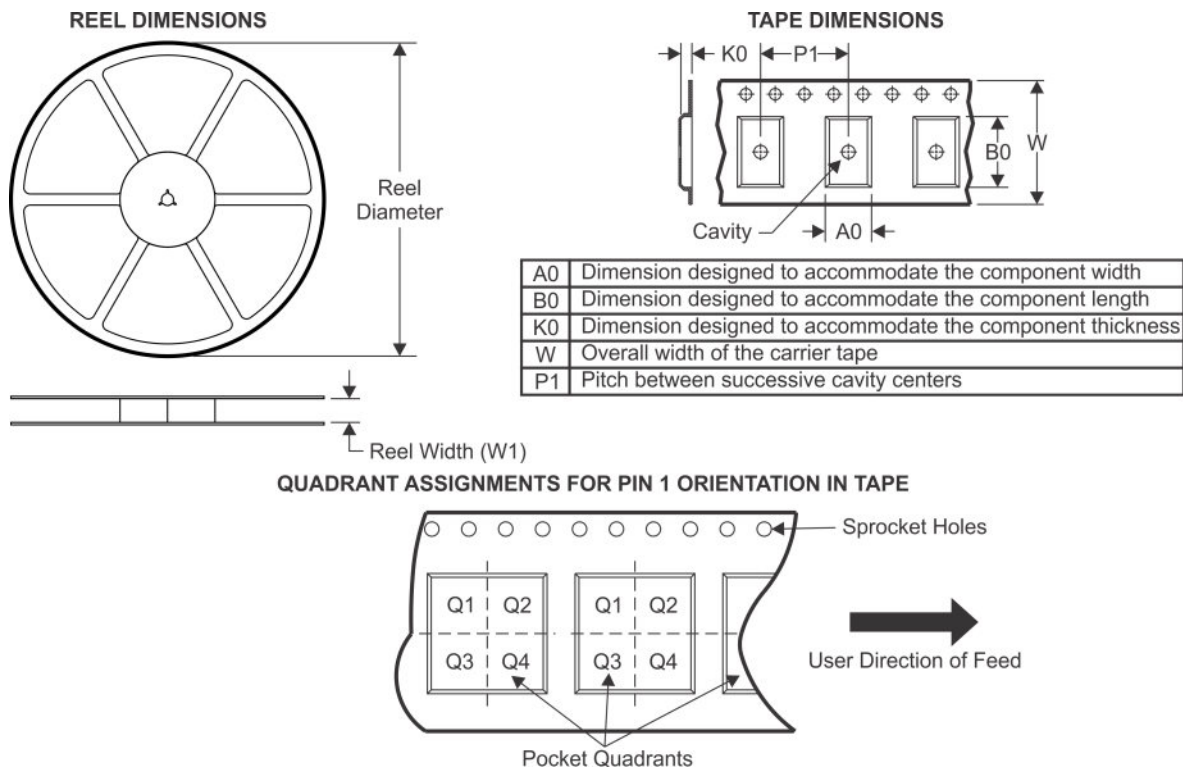 REEL DIMENSIONS
Reel
Diameter
Reel Width (W1)
TAPE DIMENSIONS
K0
P1
B0
W
Cavity
A0
A0 Dimension designed to accommodate the component width
B0 Dimension designed to accommodate the component length
K0 Dimension designed to accommodate the component thickness
W Overall width of the carrier tape
P1 Pitch between successive cavity centers
QUADRANT ASSIGNMENTS FOR PIN 1 ORIENTATION IN TAPE
Sprocket Holes
Q1 Q2 Q1 Q2
Q3 Q4 Q3 Q4
User Direction of Feed
Pocket Quadrants